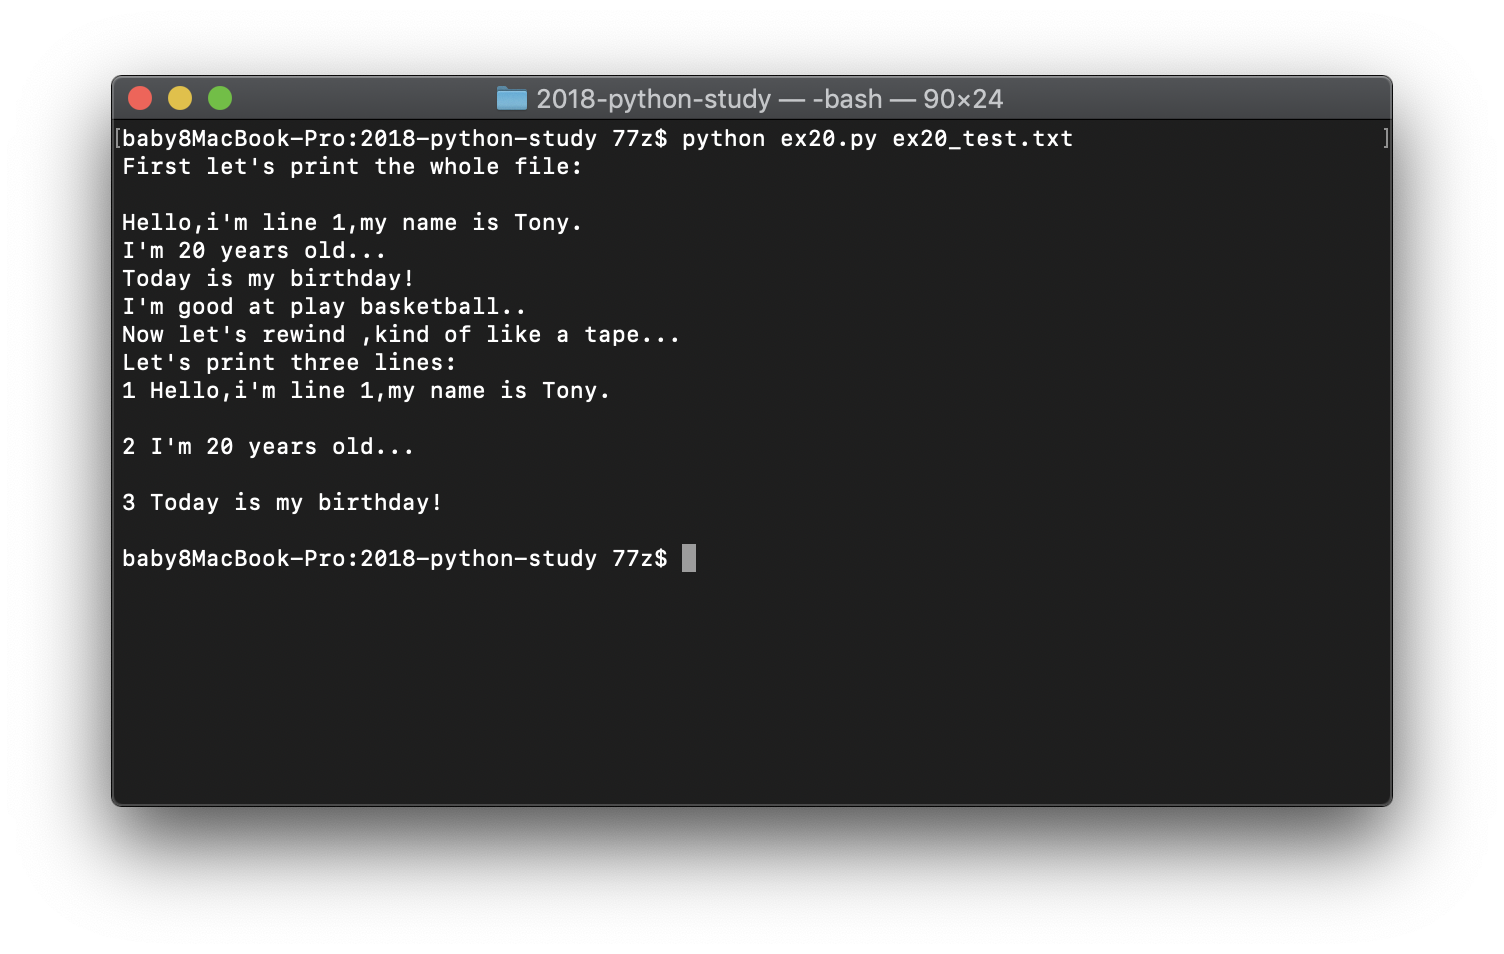 2018-python-study — -bash — 90×24
[baby8MacBook-Pro:2018-python-study 77z$ python ex20.py ex20_test.txt ]
First let's print the whole file:
Hello,i'm line 1,my name is Tony.
I'm 20 years old...
Today is my birthday!
I'm good at play basketball..
Now let's rewind ,kind of like a tape...
Let's print three lines:
1 Hello,i'm line 1,my name is Tony.
2 I'm 20 years old...
3 Today is my birthday!
baby8MacBook-Pro:2018-python-study 77z$